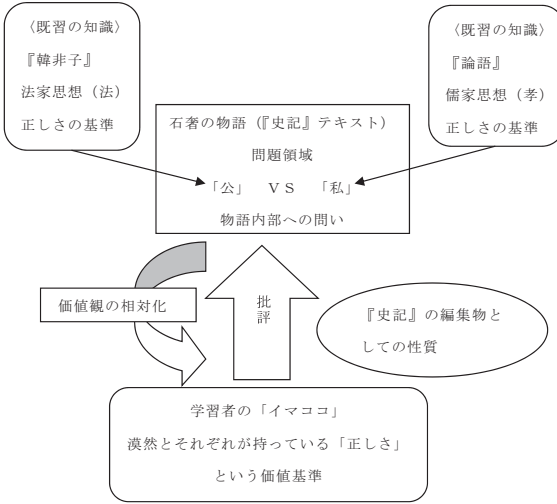 〈既習の知識〉
『韓非子』
法家思想（法）
正しさの基準
〈既習の知識〉
『論語』
儒家思想（孝）
正しさの基準
石奢の物語（『史記』テキスト）
問題領域
「公」　ＶＳ　「私」
物語内部への問い
価値観の相対化
批評
『史記』の編集物と
しての性質
学習者の「イマココ」
漠然とそれぞれが持っている「正しさ」
という価値基準